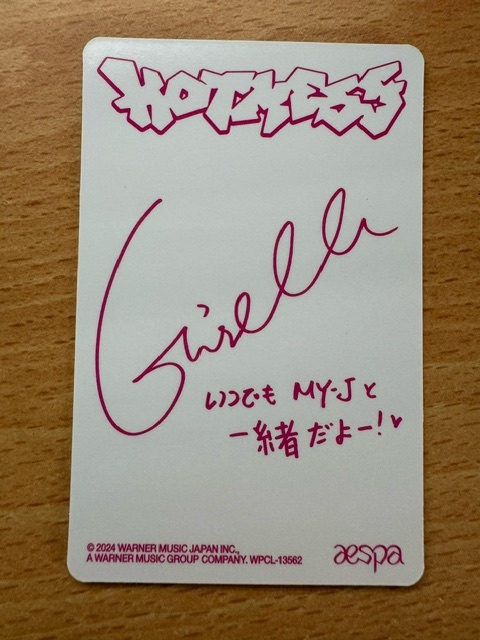 HOT MESS
Giselle
いつでも MY-J と
一緒だよー!♥
© 2024 WARNER MUSIC JAPAN INC.,
A WARNER MUSIC GROUP COMPANY. WPCL-13562
aespa